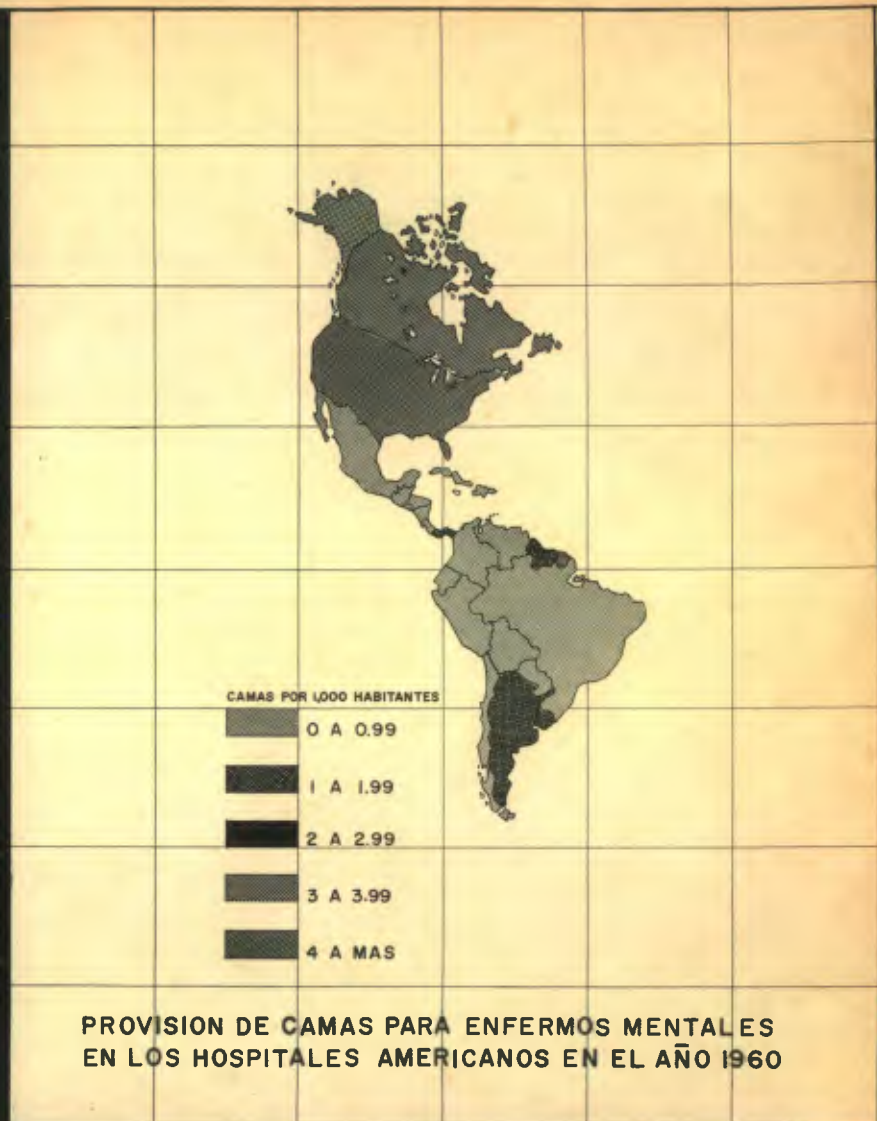 CAMAS POR 1,000 HABITANTES
0 A 0.99
1 A 1.99
2 A 2.99
3 A 3.99
4 A MAS
PROVISION DE CAMAS PARA ENFERMOS MENTALES
EN LOS HOSPITALES AMERICANOS EN EL AÑO 1960